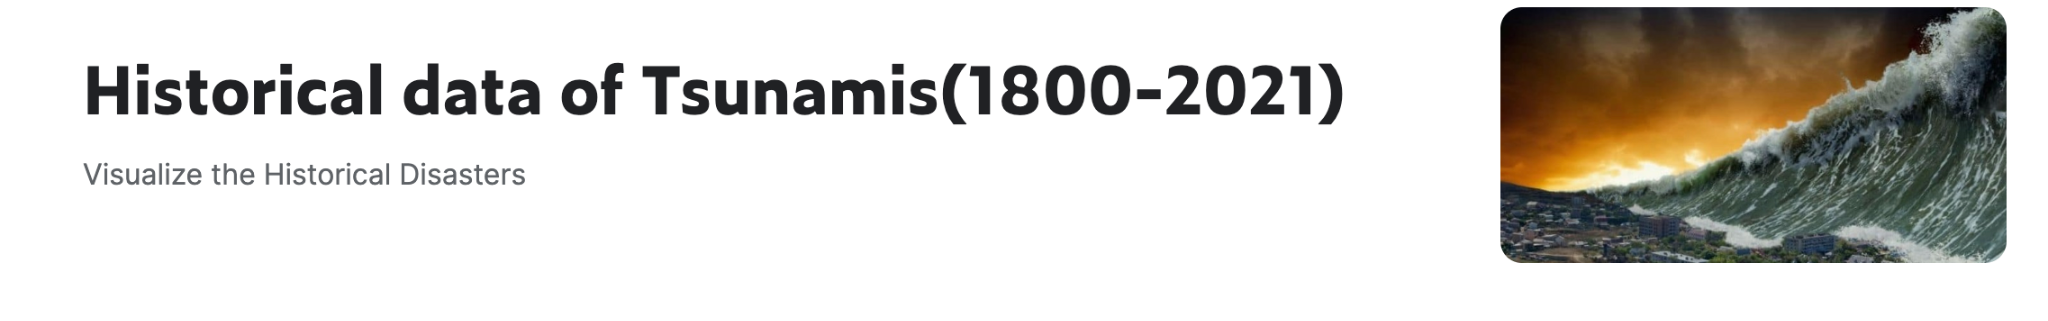 Historical data of Tsunamis(1800-2021)
Visualize the Historical Disasters